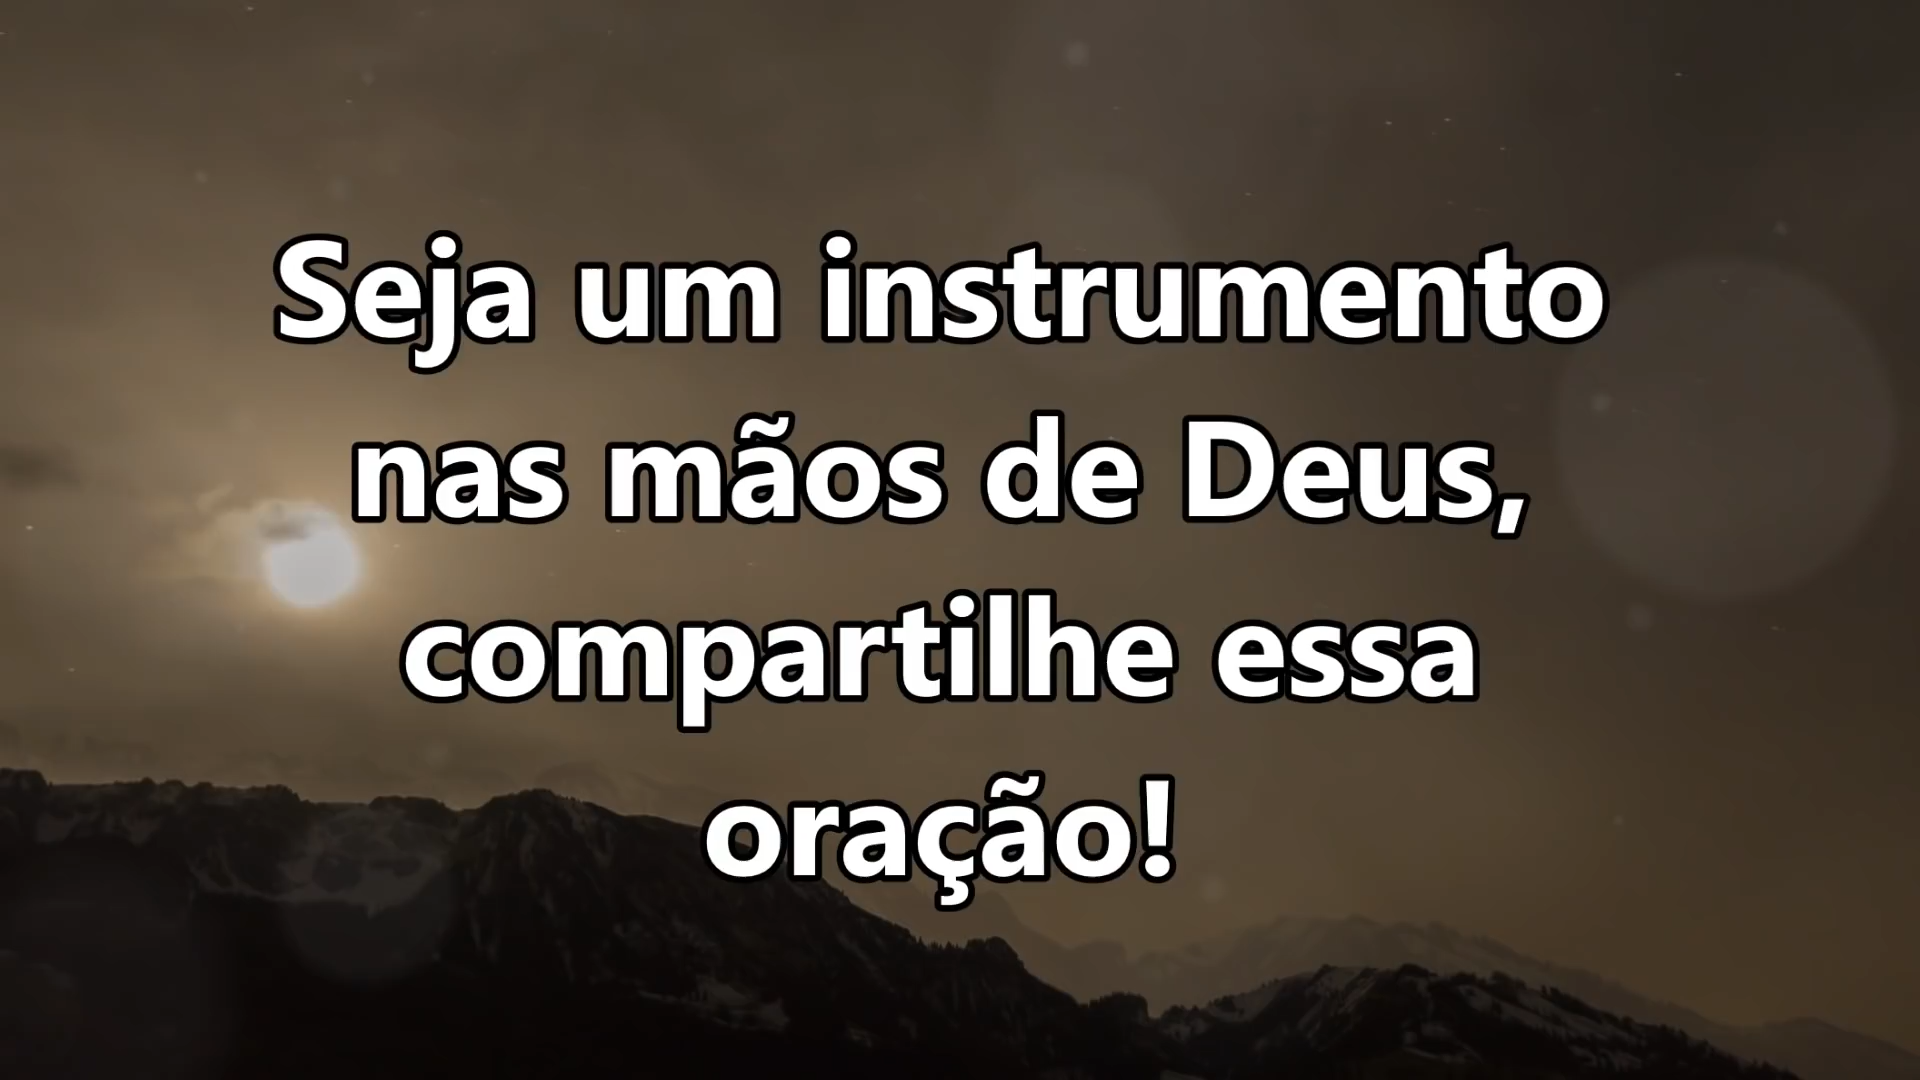 Seja um instrumento
nas mãos de Deus,
compartilhe essa
oração!